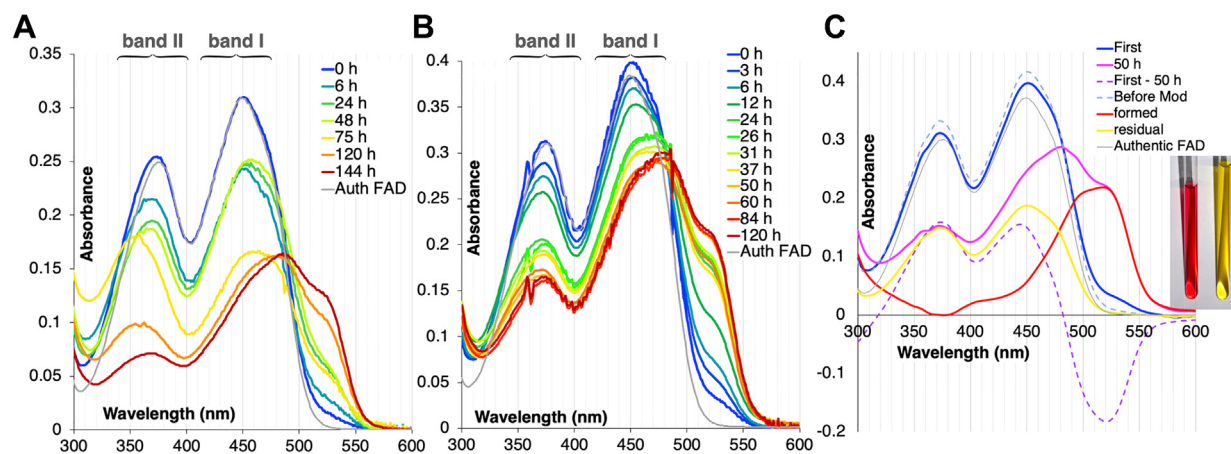 A
band II
band I
0.35
0.3
0.25
0.2
0.15
0.1
0.05
0
Absorbance
0 h
6 h
24 h
48 h
75 h
120 h
144 h
Auth FAD
Wavelength (nm)
300 350 400 450 500 550 600
B
band II
band I
0.4
0.35
0.3
0.25
0.2
0.15
0.1
0.05
0
Absorbance
0 h
3 h
6 h
12 h
24 h
26 h
31 h
37 h
50 h
60 h
84 h
120 h
Auth FAD
Wavelength (nm)
300 350 400 450 500 550 600
C
First
50 h
First - 50 h
Before Mod
formed
residual
Authentic FAD
0.4
0.3
0.2
0.1
0
-0.1
-0.2
Absorbance
300 350 400 450 500 550 600
Wavelength (nm)